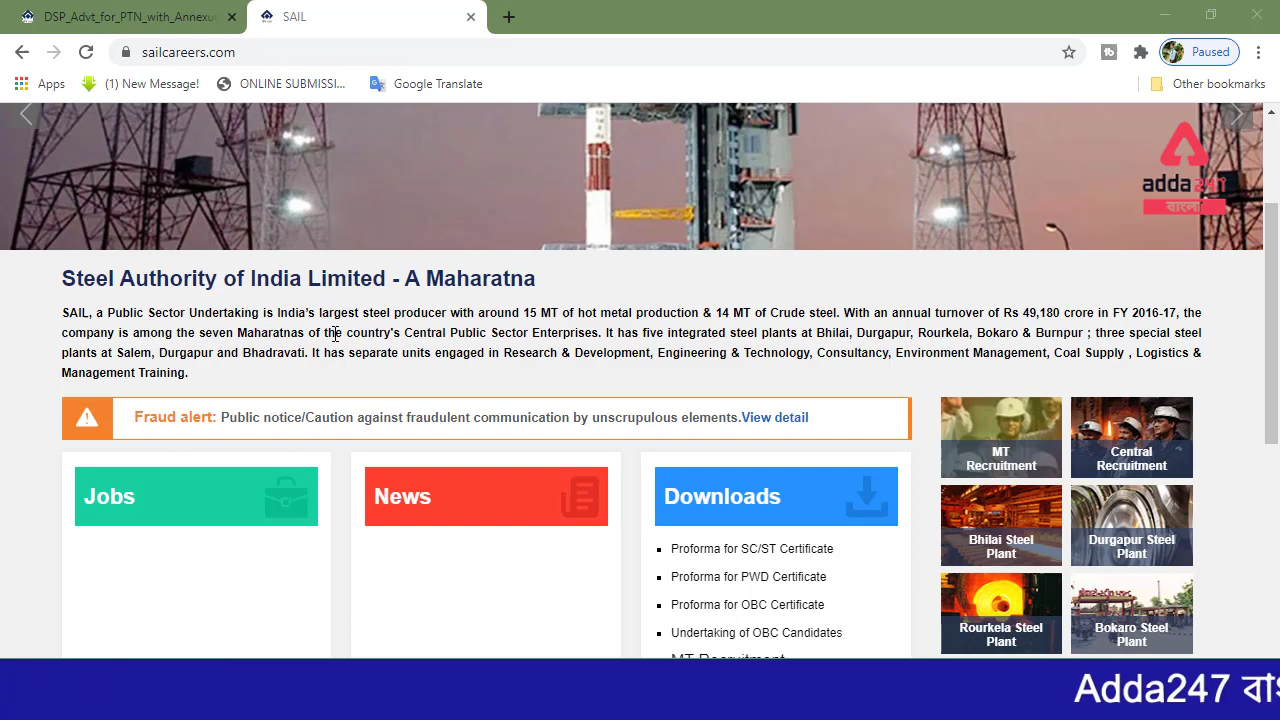 DSP_Advt_for_PTN_with_Annexu
SAIL
sailcareers.com
Paused
Apps
(1) New Message!
ONLINE SUBMISSI...
Google Translate
Other bookmarks
adda247
বাংলা
Steel Authority of India Limited - A Maharatna
SAIL, a Public Sector Undertaking is India's largest steel producer with around 15 MT of hot metal production & 14 MT of Crude steel. With an annual turnover of Rs 49,180 crore in FY 2016-17, the
company is among the seven Maharatnas of the country's Central Public Sector Enterprises. It has five integrated steel plants at Bhilai, Durgapur, Rourkela, Bokaro & Burnpur ; three special steel
plants at Salem, Durgapur and Bhadravati. It has separate units engaged in Research & Development, Engineering & Technology, Consultancy, Environment Management, Coal Supply , Logistics &
Management Training.
Fraud alert: Public notice/Caution against fraudulent communication by unscrupulous elements.View detail
Jobs
News
Downloads
Proforma for SC/ST Certificate
Proforma for PWD Certificate
Proforma for OBC Certificate
Undertaking of OBC Candidates
MT Recruitment
MT
Recruitment
Central
Recruitment
Bhilai Steel
Plant
Durgapur Steel
Plant
Rourkela Steel
Plant
Bokaro Steel
Plant
Adda247